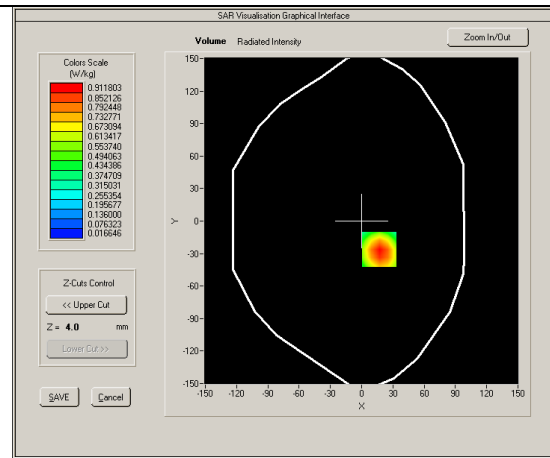 SAR Visualisation Graphical Interface
Volume Radiated Intensity
Zoom In/Out
Colors Scale
(W/kg)
0.911803
0.852126
0.792448
0.732771
0.673094
0.613417
0.553740
0.494063
0.434386
0.374709
0.315031
0.255354
0.195677
0.136000
0.076323
0.016646
Z-Cuts Control
<< Upper Cut
Z = 4.0 mm
Lower Cut >>
SAVE Cancel
150
120
90
60
30
0
-30
-60
-90
-120
-150
Y
-150 -120 -90 -60 -30 0 30 60 90 120 150
X